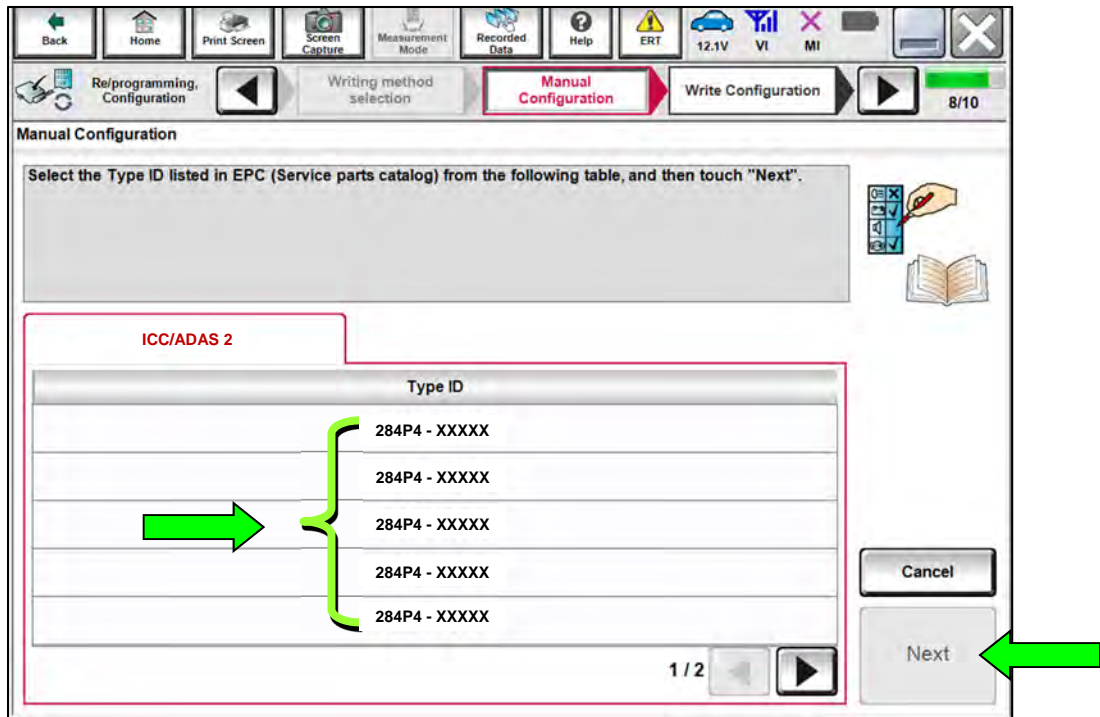 Back
Home
Print Screen
Screen
Capture
Measurement
Mode
Recorded
Data
Help
ERT
12.1V
VI
MI
Re/programming,
Configuration
Writing method
selection
Manual
Configuration
Write Configuration
8/10
Manual Configuration
Select the Type ID listed in EPC (Service parts catalog) from the following table, and then touch "Next".
ICC/ADAS 2
Type ID
284P4 - XXXXX
284P4 - XXXXX
284P4 - XXXXX
284P4 - XXXXX
284P4 - XXXXX
Cancel
1 / 2
Next